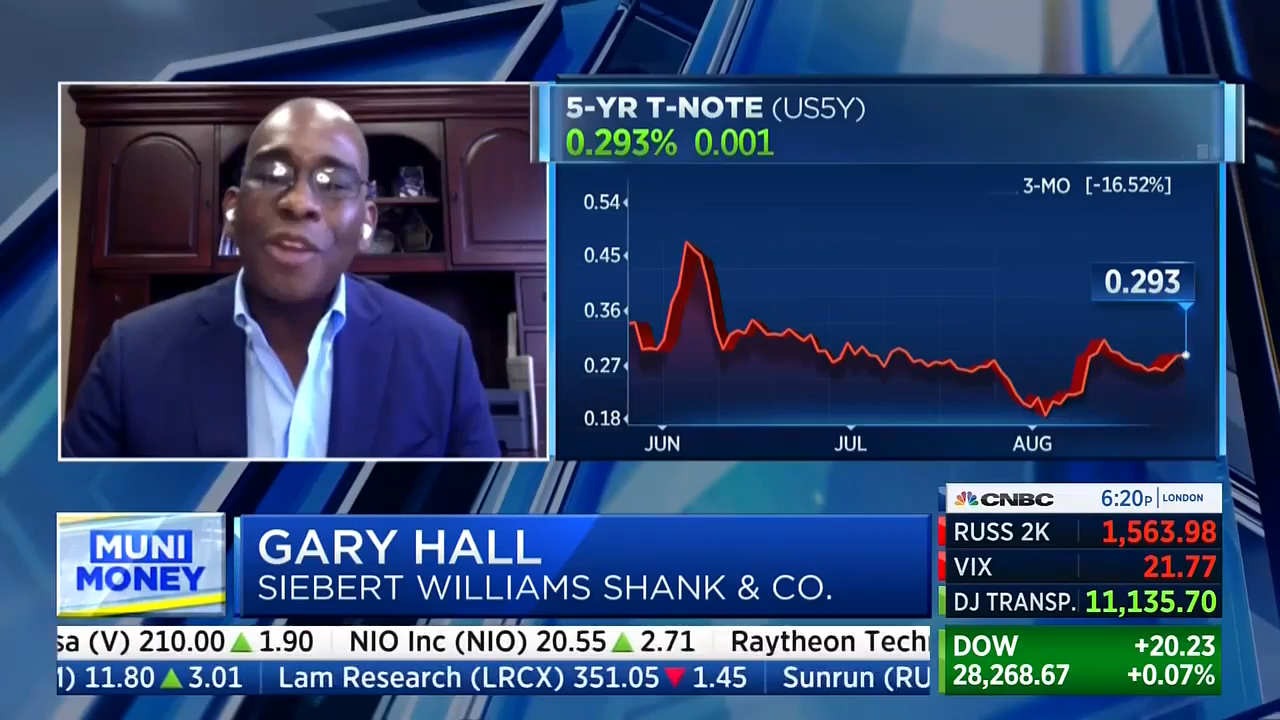 5-YR T-NOTE (US5Y)
0.293% 0.001
3-MO [-16.52%]
0.54
0.45
0.36
0.27
0.18
0.293
JUN JUL AUG
MUNI
MONEY
GARY HALL
SIEBERT WILLIAMS SHANK & CO.
CNBC 6:20P LONDON
RUSS 2K 1,563.98
VIX 21.77
DJ TRANSP. 11,135.70
DOW +20.23
28,268.67 +0.07%
sa (V) 210.00 1.90 NIO Inc (NIO) 20.55 2.71 Raytheon Tech
) 11.80 3.01 Lam Research (LRCX) 351.05 1.45 Sunrun (RU